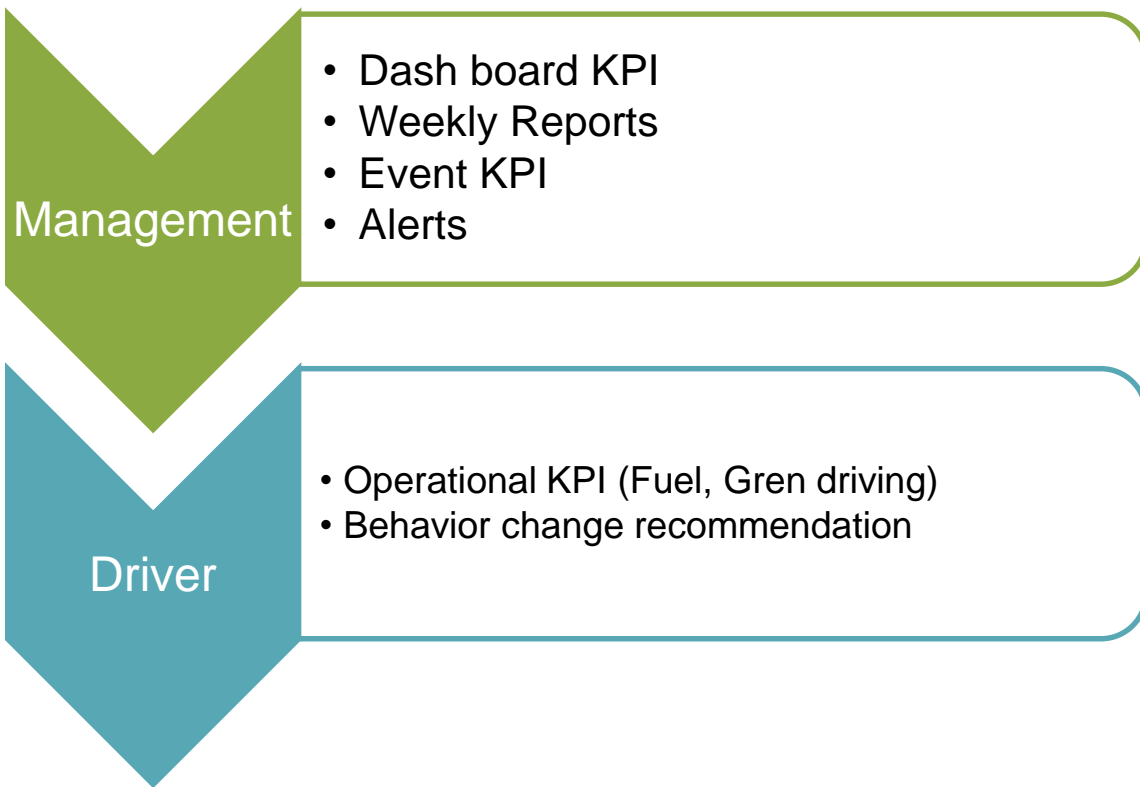 Management
• Dash board KPI
• Weekly Reports
• Event KPI
• Alerts
Driver
• Operational KPI (Fuel, Gren driving)
• Behavior change recommendation